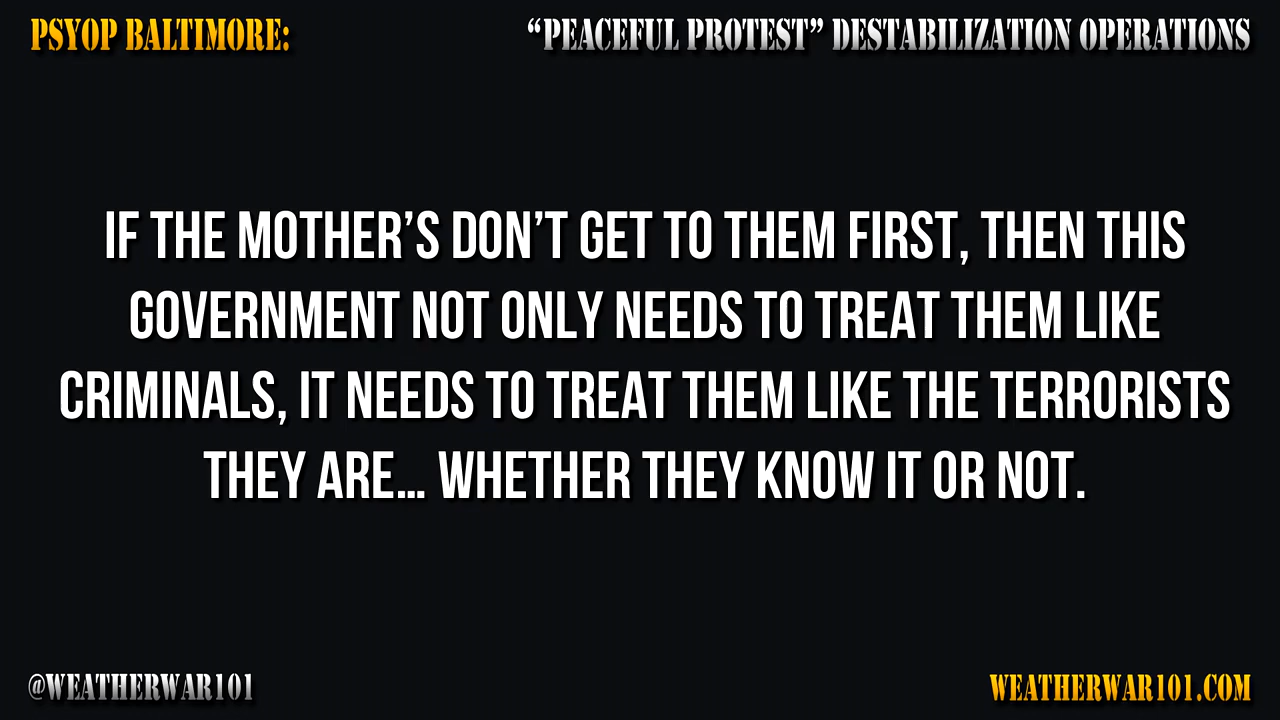 PSYOP BALTIMORE:
“PEACEFUL PROTEST” DESTABILIZATION OPERATIONS
IF THE MOTHER’S DON’T GET TO THEM FIRST, THEN THIS
GOVERNMENT NOT ONLY NEEDS TO TREAT THEM LIKE
CRIMINALS, IT NEEDS TO TREAT THEM LIKE THE TERRORISTS
THEY ARE... WHETHER THEY KNOW IT OR NOT.
@WEATHERWAR101
WEATHERWAR101.COM